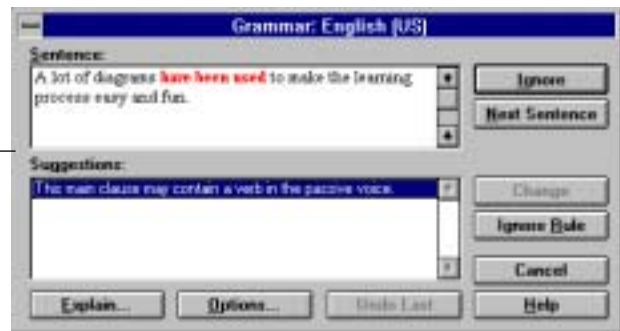 Grammar: English (US)
Sentence:
A lot of diagrams have been used to make the learning
process easy and fun.
Ignore
Next Sentence
Suggestions:
This main clause may contain a verb in the passive voice.
Change
Ignore Rule
Cancel
Explain...
Options...
Undo Last
Help